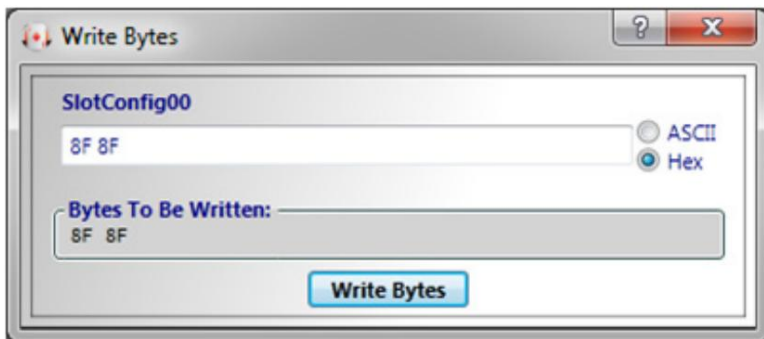 Write Bytes
SlotConfig00
8F 8F
ASCII
Hex
Bytes To Be Written:
8F 8F
Write Bytes